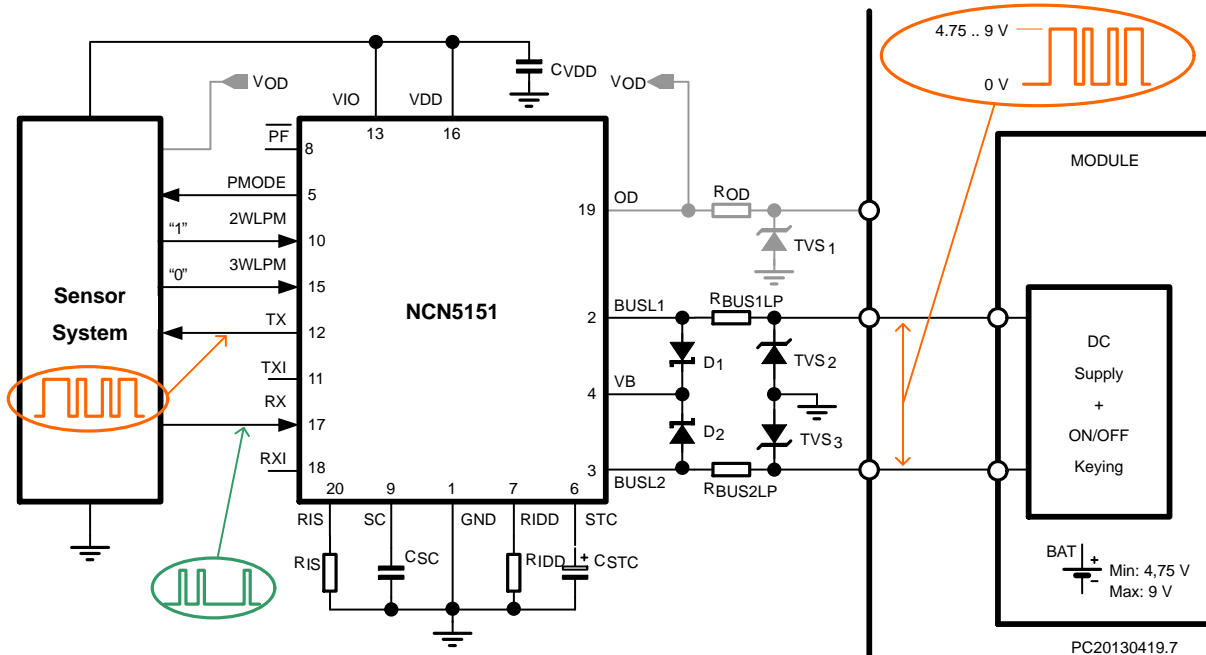 4.75 .. 9 V
0 V
CVDD
VOD
VOD
VIO
VDD
13
16
PF
8
PMODE
5
"1"
2WLPM
10
"0"
3WLPM
15
TX
12
TXI
11
RX
17
RXI
18
Sensor
System
NCN5151
19
OD
ROD
TVS1
2
BUSL1
RBUS1LP
D1
TVS2
4
VB
D2
TVS3
3
BUSL2
RBUS2LP
20
9
1
7
6
RIS
SC
GND
RIDD
STC
RIS
CSC
RIDD
+
CSTC
MODULE
DC
Supply
+
ON/OFF
Keying
BAT
+
−
Min: 4,75 V
Max: 9 V
PC20130419.7